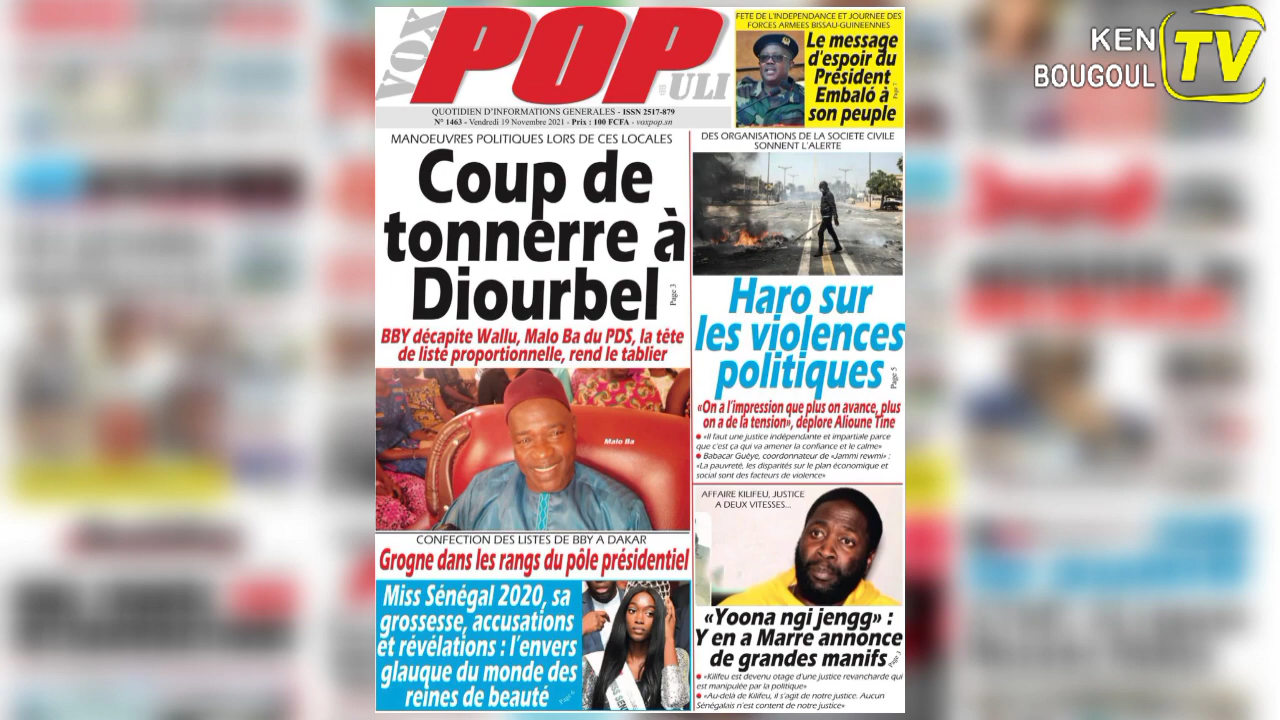 VOX
POPULI
QUOTIDIEN D'INFORMATIONS GENERALES - ISSN 2517-879
N° 1463 - Vendredi 19 Novembre 2021 - Prix : 100 FCFA - voxpop.sn
FETE DE L'INDEPENDANCE ET JOURNEE DES
FORCES ARMEES BISSAU-GUINEENNES
Le message
d'espoir du
Président
Embaló à
son peuple
KEN
BOUGOUL
TV
MANOEUVRES POLITIQUES LORS DE CES LOCALES
Coup de
tonnerre à
Diourbel
Page 3
BBY décapite Wallu, Malo Ba du PDS, la tête
de liste proportionnelle, rend le tablier
Malo Ba
CONFECTION DES LISTES DE BBY A DAKAR
Grogne dans les rangs du pôle présidentiel
Miss Sénégal 2020, sa
grossesse, accusations
et révélations : l'envers
glauque du monde des
reines de beauté
Page 6
DES ORGANISATIONS DE LA SOCIETE CIVILE
SONNENT L'ALERTE
Haro sur
les violences
politiques
Page 5
«On a l'impression que plus on avance, plus
on a de la tension», déplore Alioune Tine
«Il faut une justice indépendante et impartiale parce
que c'est ça qui va amener la confiance et le calme»
Babacar Guèye, coordonnateur de «Jammi rewmi» :
«La pauvreté, les disparités sur le plan économique et
social sont des facteurs de violence»
AFFAIRE KILIFEU, JUSTICE
A DEUX VITESSES...
«Yoona ngi jengg» :
Y en a Marre annonce
de grandes manifs
Page 3
«Kilifeu est devenu otage d'une justice revancharde qui
est manipulée par la politique»
«Au-delà de Kilifeu, il s'agit de notre justice. Aucun
Sénégalais n'est content de notre justice»